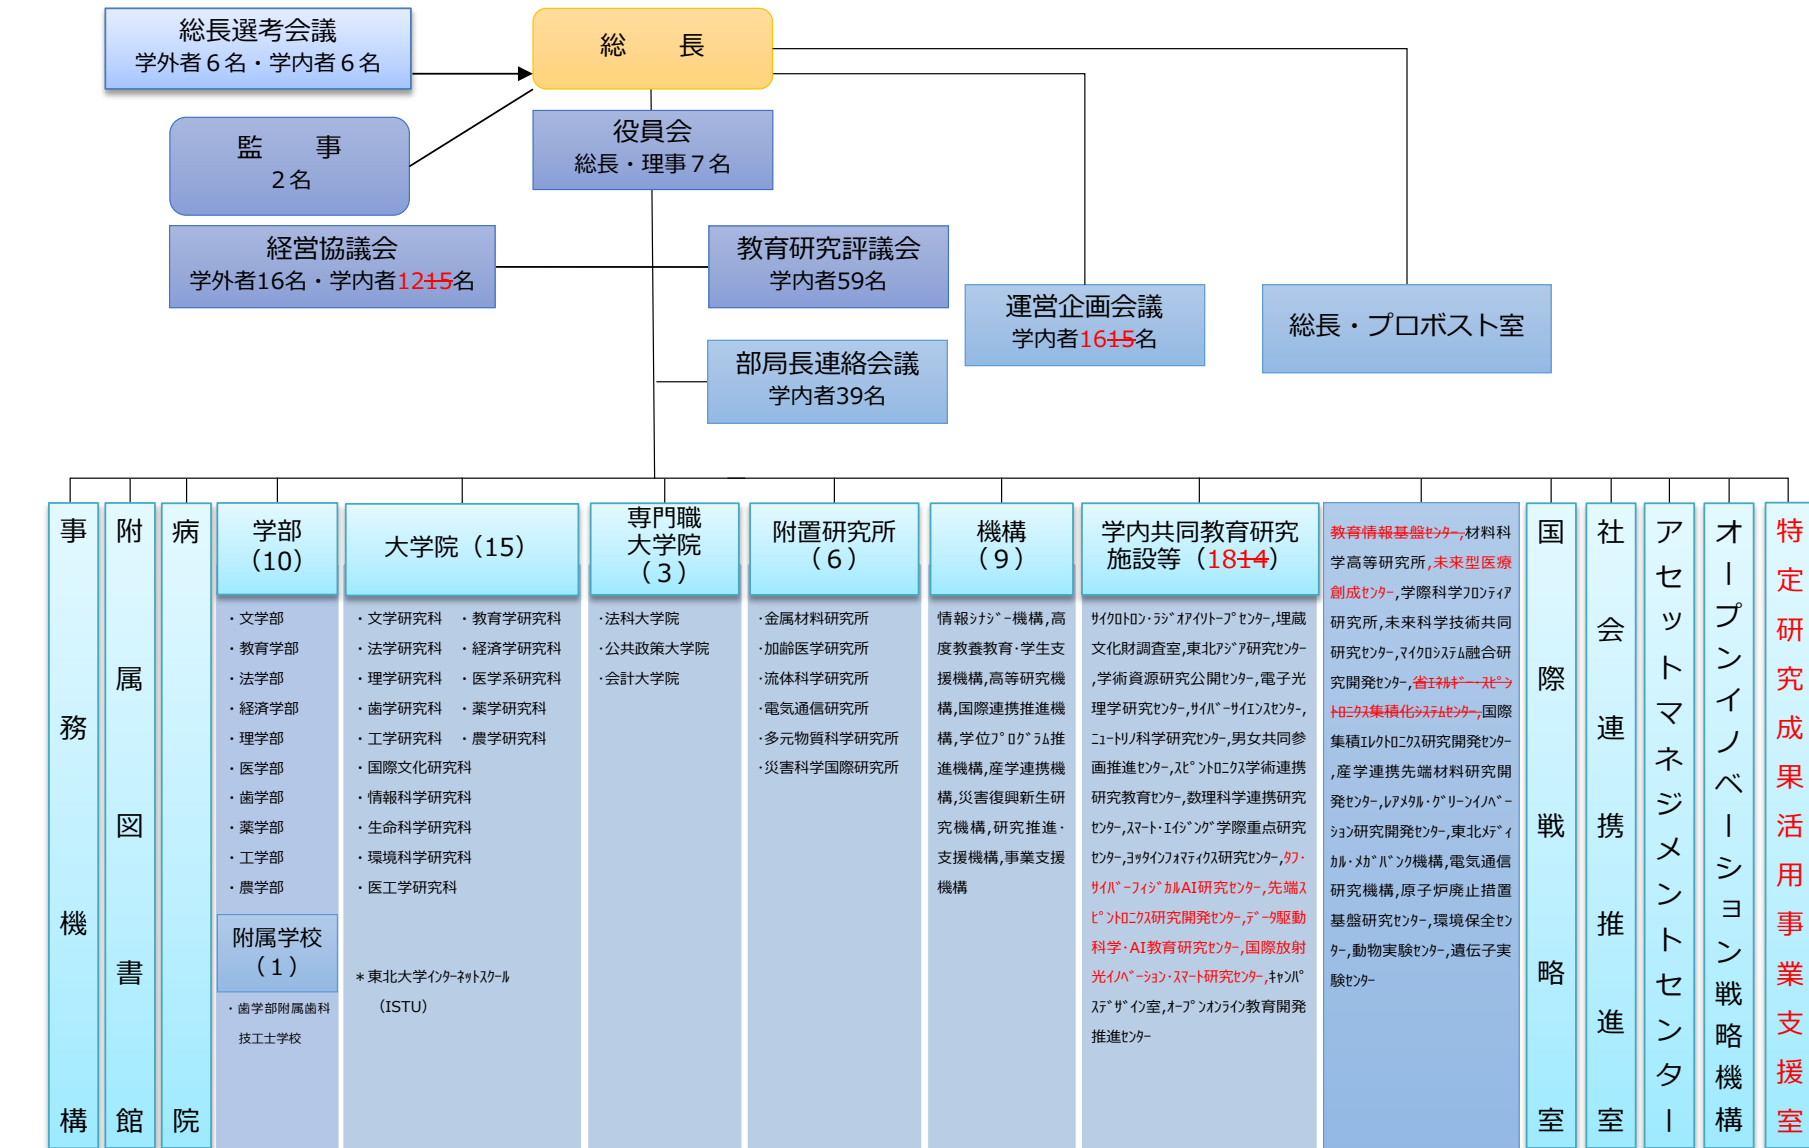 総長選考会議
学外者６名・学内者６名
総　　長
監　　事
２名
役員会
総長・理事７名
経営協議会
学外者16名・学内者1215名
教育研究評議会
学内者59名
運営企画会議
学内者1615名
総長・プロボスト室
部局長連絡会議
学内者39名
事務機構
附属図書館
病院
学部
（10）
・文学部
・教育学部
・法学部
・経済学部
・理学部
・医学部
・歯学部
・薬学部
・工学部
・農学部
附属学校
（１）
・歯学部附属歯科
技工士学校
大学院（15）
・文学研究科　・教育学研究科
・法学研究科　・経済学研究科
・理学研究科　・医学系研究科
・歯学研究科　・薬学研究科
・工学研究科　・農学研究科
・国際文化研究科
・情報科学研究科
・生命科学研究科
・環境科学研究科
・医工学研究科
＊東北大学ｲﾝﾀｰﾈｯﾄｽｸｰﾙ
（ISTU）
専門職
大学院
（３）
・法科大学院
・公共政策大学院
・会計大学院
附置研究所
（６）
・金属材料研究所
・加齢医学研究所
・流体科学研究所
・電気通信研究所
・多元物質科学研究所
・災害科学国際研究所
機構
（９）
情報ｼﾅｼﾞｰ機構,高
度教養教育･学生支
援機構,高等研究機
構,国際連携推進機
構,学位ﾌﾟﾛｸﾞﾗﾑ推
進機構,産学連携機
構,災害復興新生研
究機構,研究推進･
支援機構,事業支援
機構
学内共同教育研究
施設等（1814）
ｻｲｸﾛﾄﾛﾝ･ﾗｼﾞｵｱｲｿﾄｰﾌﾟｾﾝﾀｰ,埋蔵
文化財調査室,東北ｱｼﾞｱ研究ｾﾝﾀｰ
,学術資源研究公開ｾﾝﾀｰ,電子光
理学研究ｾﾝﾀｰ,ｻｲﾊﾞｰｻｲｴﾝｽｾﾝﾀｰ,
ﾆｭｰﾄﾘﾉ科学研究ｾﾝﾀｰ,男女共同参
画推進ｾﾝﾀｰ,ｽﾋﾟﾝﾄﾛﾆｸｽ学術連携
研究教育ｾﾝﾀｰ,数理科学連携研究
ｾﾝﾀｰ,ｽﾏｰﾄ･ｴｲｼﾞﾝｸﾞ学際重点研究
ｾﾝﾀｰ,ﾖｯﾀｲﾝﾌｫﾏﾃｨｸｽ研究ｾﾝﾀｰ,ﾀﾌ･
ｻｲﾊﾞｰﾌｨｼﾞｶﾙAI研究ｾﾝﾀｰ,先端ｽ
ﾋﾟﾝﾄﾛﾆｸｽ研究開発ｾﾝﾀｰ,ﾃﾞｰﾀ駆動
科学･AI教育研究ｾﾝﾀｰ,国際放射
光ｲﾉﾍﾞｰｼｮﾝ･ｽﾏｰﾄ研究ｾﾝﾀｰ,ｷｬﾝﾊﾟ
ｽﾃﾞｻﾞｲﾝ室,ｵｰﾌﾟﾝｵﾝﾗｲﾝ教育開発
推進ｾﾝﾀｰ
教育情報基盤ｾﾝﾀｰ,材料科
学高等研究所,未来型医療
創成ｾﾝﾀｰ,学際科学ﾌﾛﾝﾃｨｱ
研究所,未来科学技術共同
研究ｾﾝﾀｰ,ﾏｲｸﾛｼｽﾃﾑ融合研
究開発ｾﾝﾀｰ,省ｴﾈﾙｷﾞｰ･ｽﾋﾟﾝ
ﾄﾛﾆｸｽ集積化ｼｽﾃﾑｾﾝﾀｰ,国際
集積ｴﾚｸﾄﾛﾆｸｽ研究開発ｾﾝﾀｰ
,産学連携先端材料研究開
発ｾﾝﾀｰ,ﾚｱﾒﾀﾙ･ｸﾞﾘｰﾝｲﾉﾍﾞｰ
ｼｮﾝ研究開発ｾﾝﾀｰ,東北ﾒﾃﾞｨ
ｶﾙ･ﾒｶﾞﾊﾞﾝｸ機構,電気通信
研究機構,原子炉廃止措置
基盤研究ｾﾝﾀｰ,環境保全ｾﾝ
ﾀｰ,動物実験ｾﾝﾀｰ,遺伝子実
験ｾﾝﾀｰ
国際戦略室
社会連携推進室
アセットマネジメントセンター
オープンイノベーション戦略機構
特定研究成果活用事業支援室